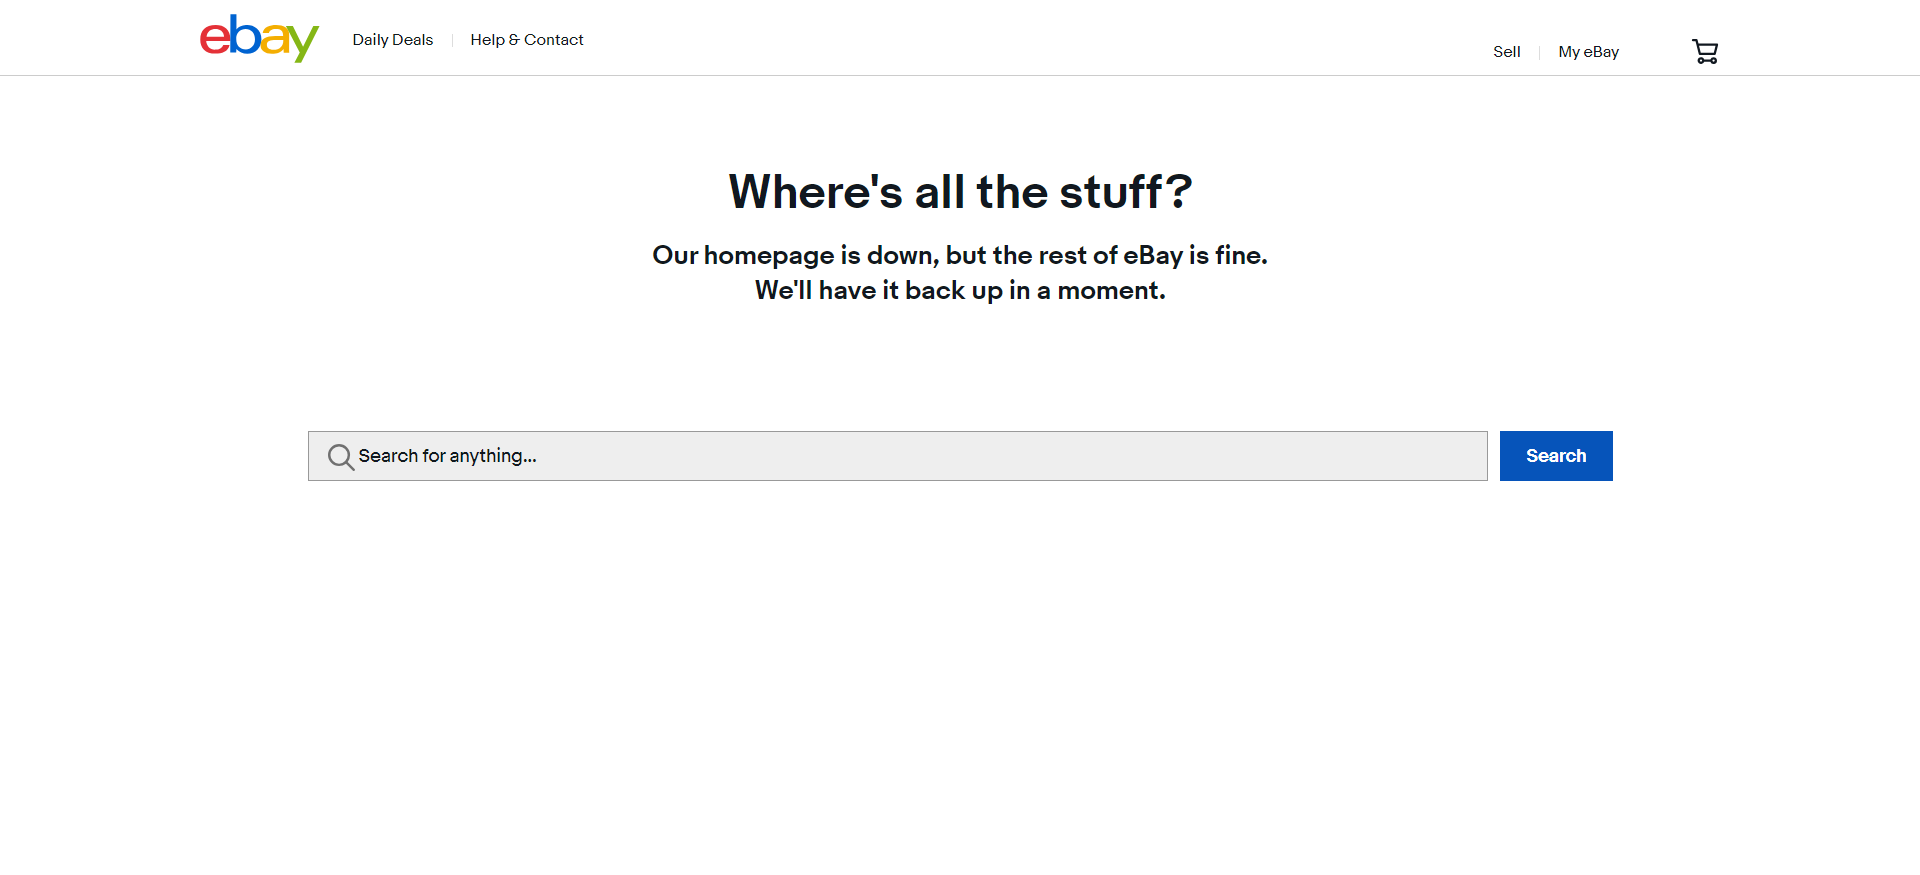 ebay
Daily Deals
Help & Contact
Sell
My eBay
Where's all the stuff?
Our homepage is down, but the rest of eBay is fine.
We'll have it back up in a moment.
Search for anything...
Search